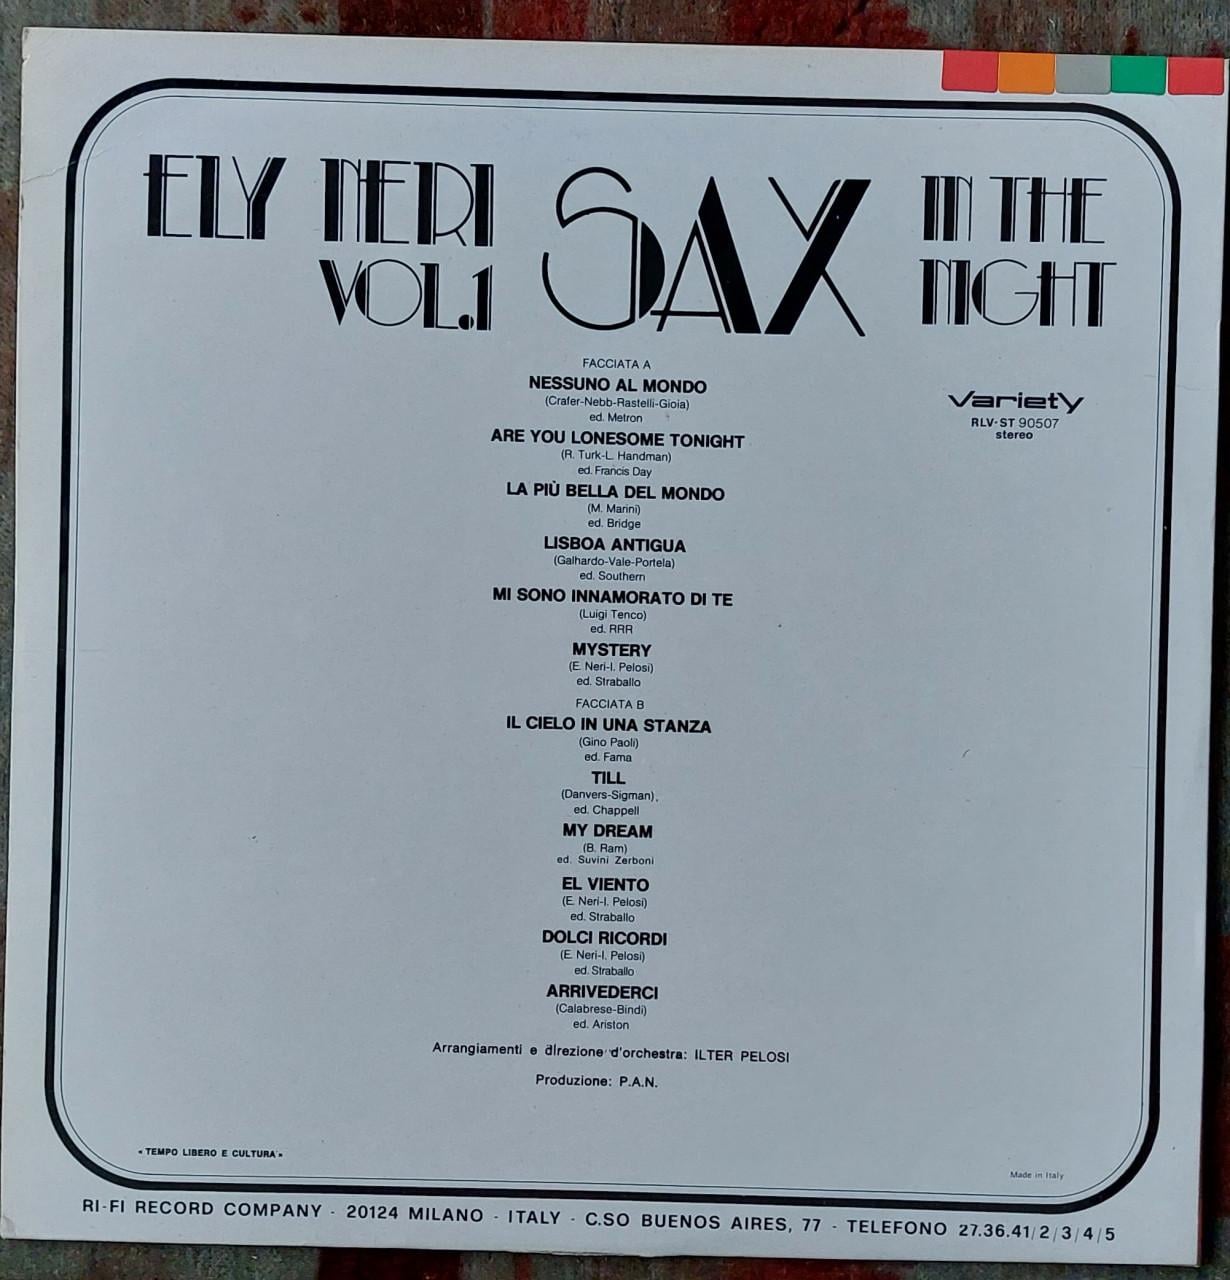 ELY NERI SAX IN THE
VOL.1 NIGHT
FACCIATA A
NESSUNO AL MONDO
(Crafer-Nebb-Rastelli-Gioia)
ed. Metron
ARE YOU LONESOME TONIGHT
(R. Turk-L. Handman)
ed. Francis Day
LA PIÙ BELLA DEL MONDO
(M. Marini)
ed. Bridge
LISBOA ANTIGUA
(Galhardo-Vale-Portela)
ed. Southern
MI SONO INNAMORATO DI TE
(Luigi Tenco)
ed. RRR
MYSTERY
(E. Neri-I. Pelosi)
ed. Straballo
FACCIATA B
IL CIELO IN UNA STANZA
(Gino Paoli)
ed. Fama
TILL
(Danvers-Sigman)
ed. Chappell
MY DREAM
(B. Ram)
ed. Suvini Zerboni
EL VIENTO
(E. Neri-I. Pelosi)
ed. Straballo
DOLCI RICORDI
(E. Neri-I. Pelosi)
ed. Straballo
ARRIVEDERCI
(Calabrese-Bindi)
ed. Ariston
Arrangiamenti e direzione d'orchestra: ILTER PELOSI
Produzione: P.A.N.
Variety
RLV-ST 90507
stereo
« TEMPO LIBERO E CULTURA »
Made in Italy
RI-FI RECORD COMPANY - 20124 MILANO - ITALY - C.SO BUENOS AIRES, 77 - TELEFONO 27.36.41/2/3/4/5